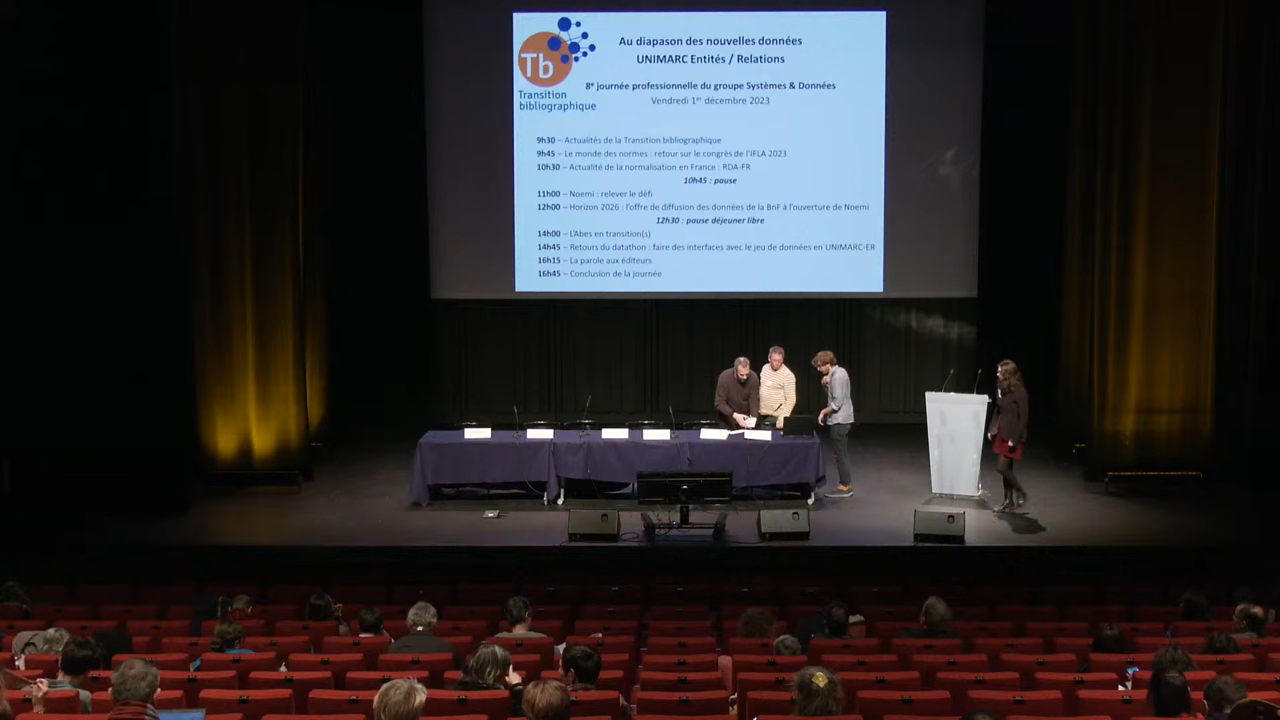 Tb
Transition
bibliographique
Au diapason des nouvelles données
UNIMARC Entités / Relations
8e journée professionnelle du groupe Systèmes & Données
Vendredi 1er décembre 2023
9h30 – Actualités de la Transition bibliographique
9h45 – Le monde des normes : retour sur le congrès de l'IFLA 2023
10h30 – Actualité de la normalisation en France : RDA-FR
10h45 : pause
11h00 – Noemi : relever le défi
12h00 – Horizon 2026 : l'offre de diffusion des données de la BnF à l'ouverture de Noemi
12h30 : pause déjeuner libre
14h00 – L'Abes en transition(s)
14h45 – Retours du datathon : faire des interfaces avec le jeu de données en UNIMARC-ER
16h15 – La parole aux éditeurs
16h45 – Conclusion de la journée